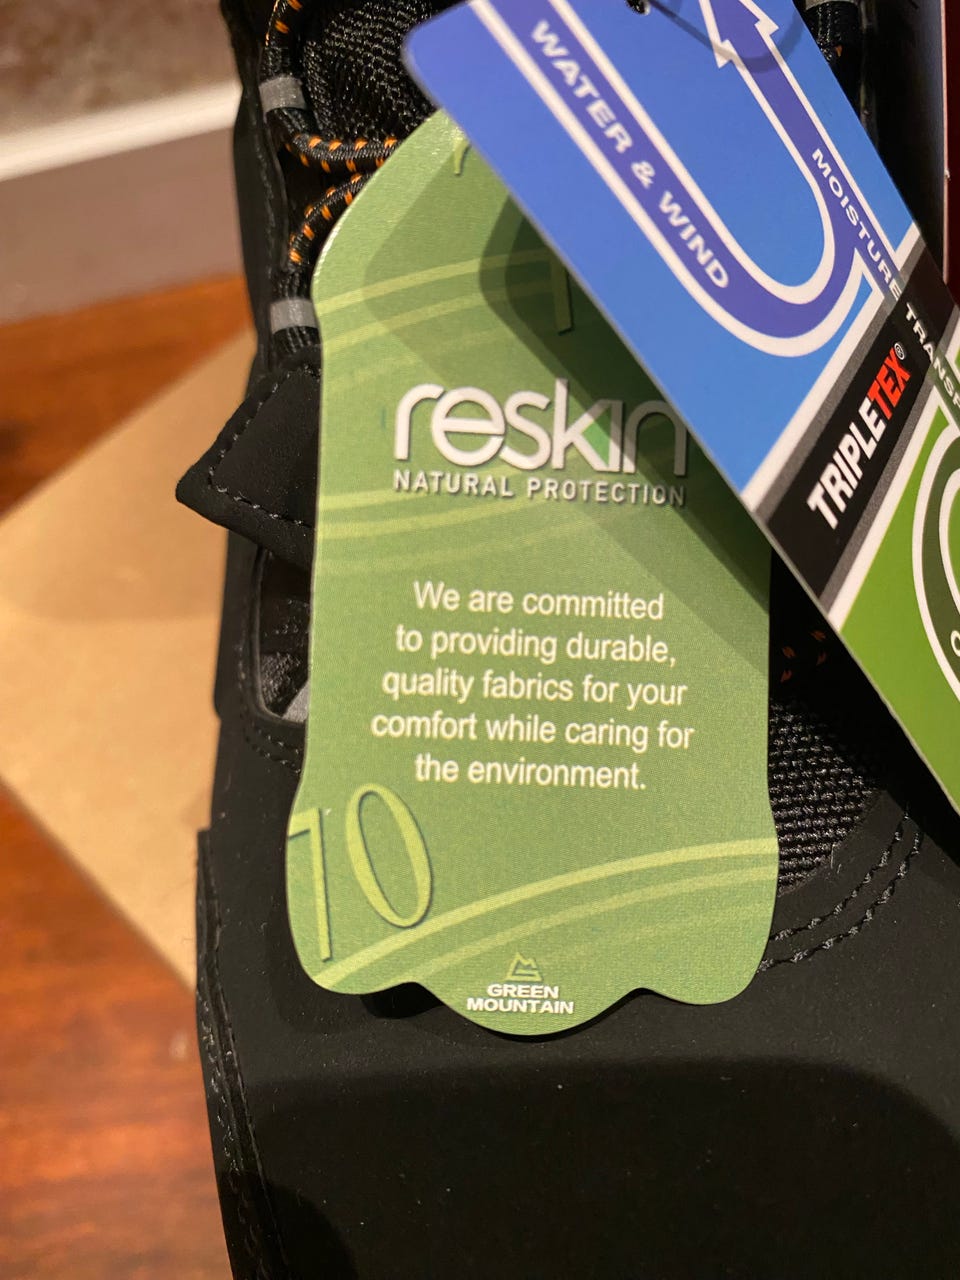 WATER & WIND
MOISTURE
TRIPLETEX®
reskin
NATURAL PROTECTION
We are committed
to providing durable,
quality fabrics for your
comfort while caring for
the environment.
10
GREEN
MOUNTAIN